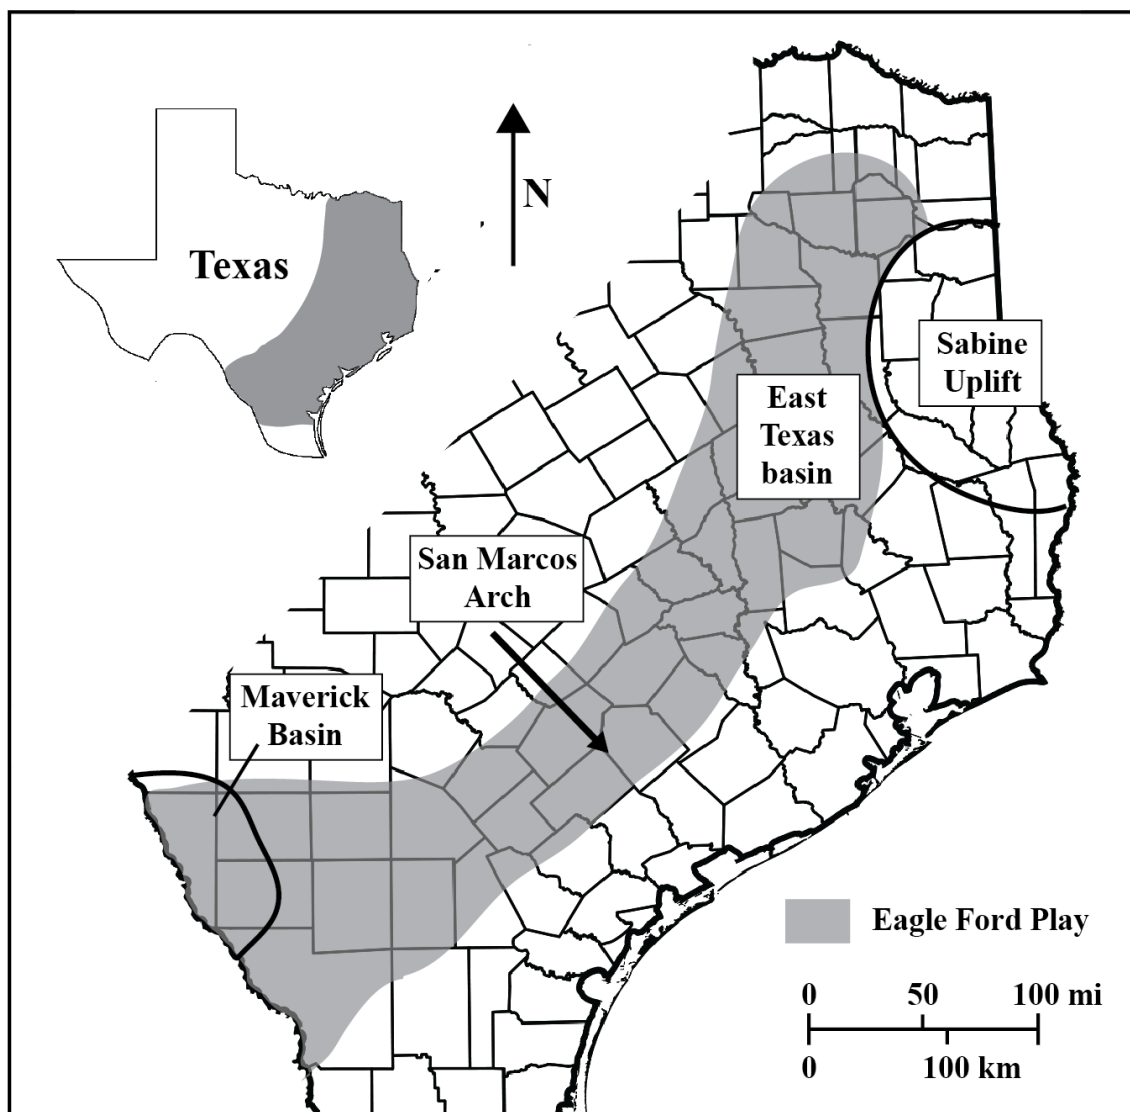 N
Texas
Sabine
Uplift
East
Texas
basin
San Marcos
Arch
Maverick
Basin
Eagle Ford Play
0 50 100 mi
0 100 km